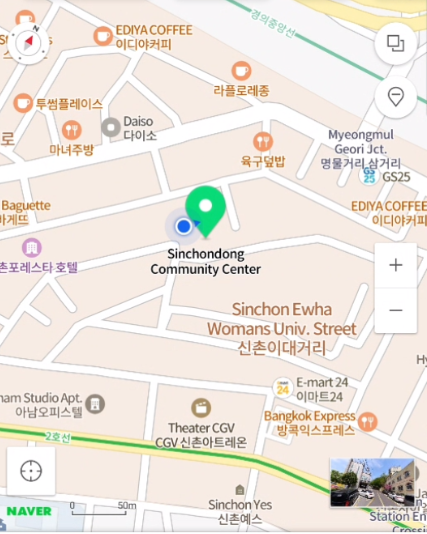 EDIYA COFFEE
이디야커피
경의중앙선
라플로레종
투썸플레이스
Daiso
다이소
마녀주방
로
육구덮밥
Myeongmul
Geori Jct.
명물거리 삼거리
GS25
Baguette
바게뜨
EDIYA COFFEE
이디야커피
Sinchondong
Community Center
촌포레스타 호텔
Sinchon Ewha
Womans Univ. Street
신촌이대거리
24
E-mart 24
이마트24
nam Studio Apt.
아남오피스텔
Theater CGV
CGV 신촌아트레온
Bangkok Express
방콕익스프레스
2호선
Sinchon Yes
신촌예스
Station En
NAVER
0
50m